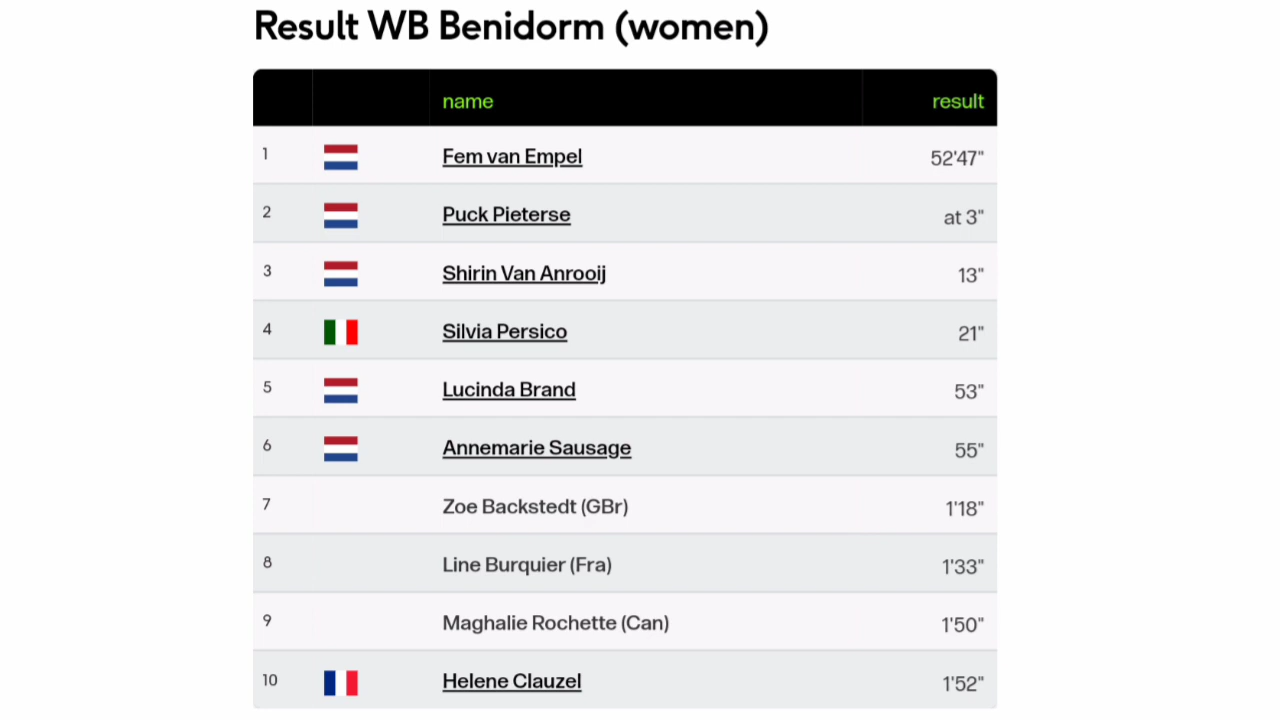 Result WB Benidorm (women)
name result
1 Fem van Empel 52'47"
2 Puck Pieterse at 3"
3 Shirin Van Anrooij 13"
4 Silvia Persico 21"
5 Lucinda Brand 53"
6 Annemarie Sausage 55"
7 Zoe Backstedt (GBr) 1'18"
8 Line Burquier (Fra) 1'33"
9 Maghalie Rochette (Can) 1'50"
10 Helene Clauzel 1'52"